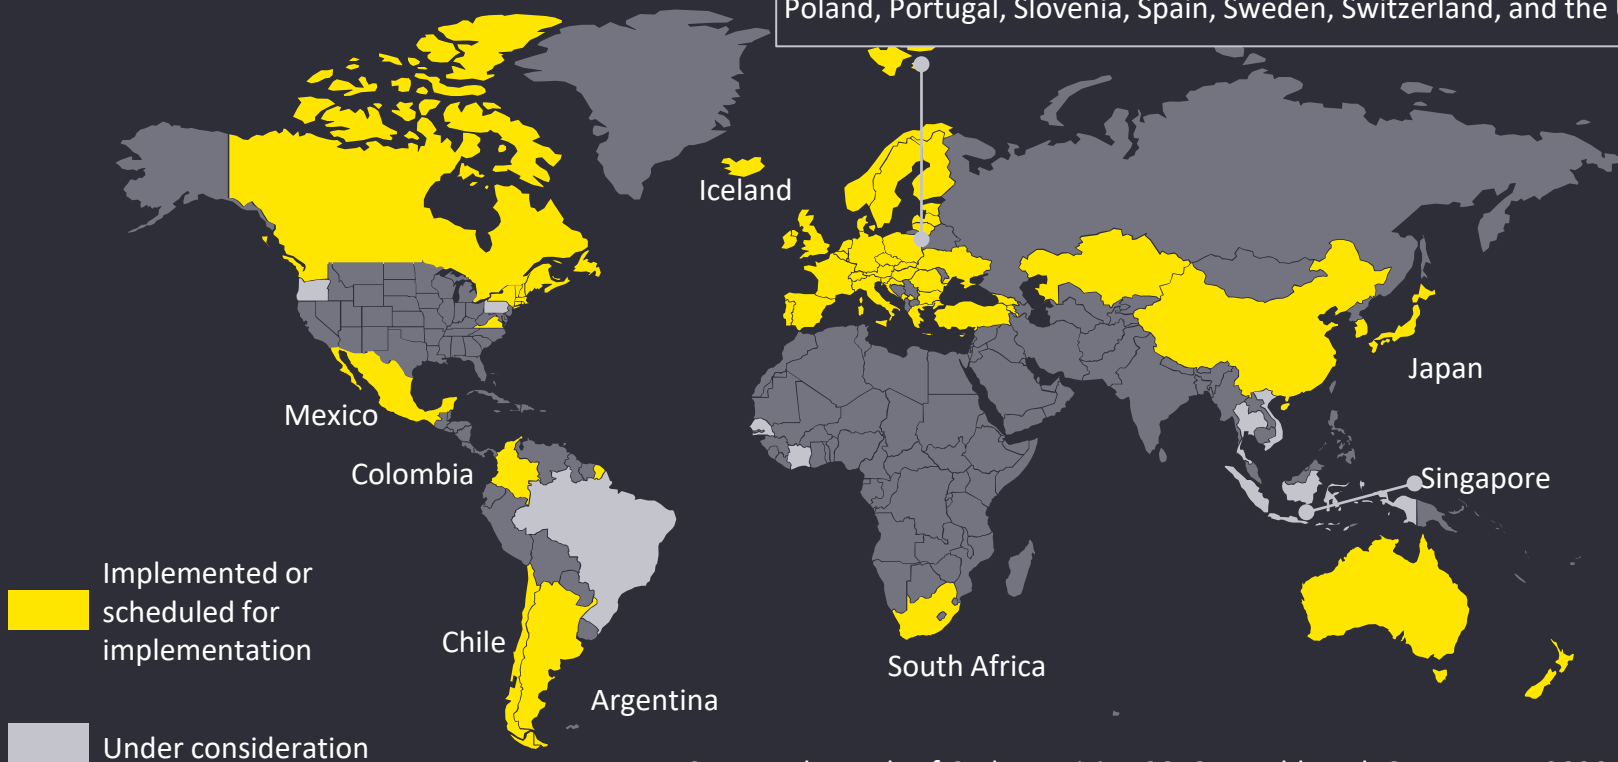 Poland, Portugal, Slovenia, Spain, Sweden, Switzerland, and the
Iceland
Japan
Mexico
Colombia
Singapore
Implemented or
scheduled for
implementation
Chile
South Africa
Argentina
Under consideration